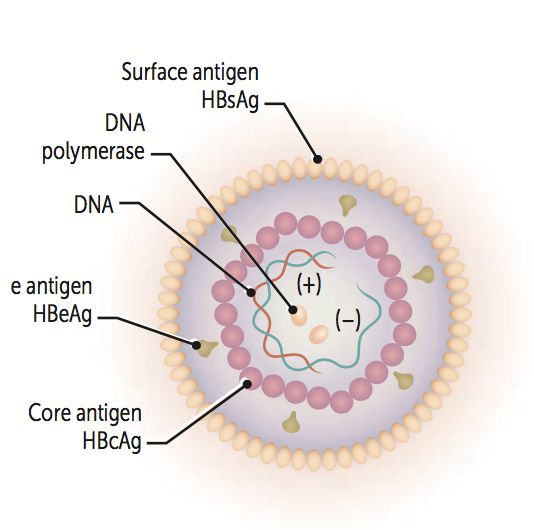 Surface antigen
HBsAg
DNA
polymerase
DNA
e antigen
HBeAg
Core antigen
HBcAg
(+)
(−)